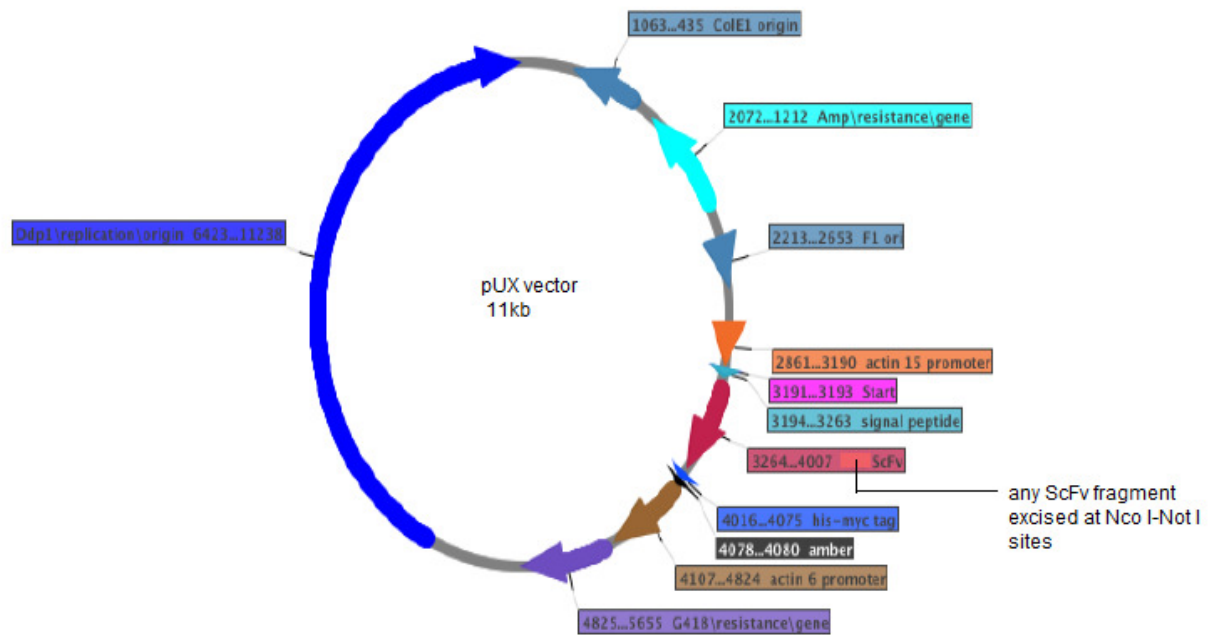 1063...435 ColE1 origin
2072...1212 Amp\resistance\gene
Ddp1\replication\origin 6423...11238
2213...2653 F1 ori
pUX vector
11kb
2861...3190 actin 15 promoter
3191...3193 Start
3194...3263 signal peptide
3264...4007 ScFv
any ScFv fragment
excised at Nco I-Not I
sites
4016...4075 his-myc tag
4078...4080 amber
4107...4824 actin 6 promoter
4825...5655 G418\resistance\gene